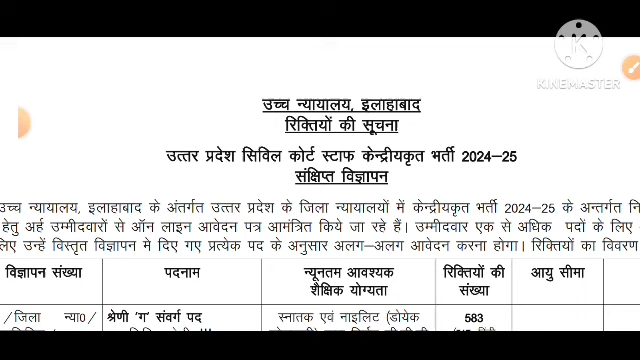 उच्च न्यायालय, इलाहाबाद
रिक्तियों की सूचना
उत्तर प्रदेश सिविल कोर्ट स्टाफ केन्द्रीयकृत भर्ती 2024-25
संक्षिप्त विज्ञापन
उच्च न्यायालय, इलाहाबाद के अंतर्गत उत्तर प्रदेश के जिला न्यायालयों में केन्द्रीयकृत भर्ती 2024-25 के अन्तर्गत
हेतु अर्ह उम्मीदवारों से ऑन लाइन आवेदन पत्र आमन्त्रित किये जा रहे हैं। उम्मीदवार एक से अधिक पदों के लिए
लिए उन्हें विस्तृत विज्ञापन मे दिए गए प्रत्येक पद के अनुसार अलग-अलग आवेदन करना होगा। रिक्तियों का विवरण
विज्ञापन संख्या पदनाम न्यूनतम आवश्यक शैक्षिक योग्यता रिक्तियों की संख्या आयु सीमा
/जिला न्या0/ श्रेणी 'ग' संवर्ग पद स्नातक एवं नाइलिट (डोयेक 583
KINEMASTER